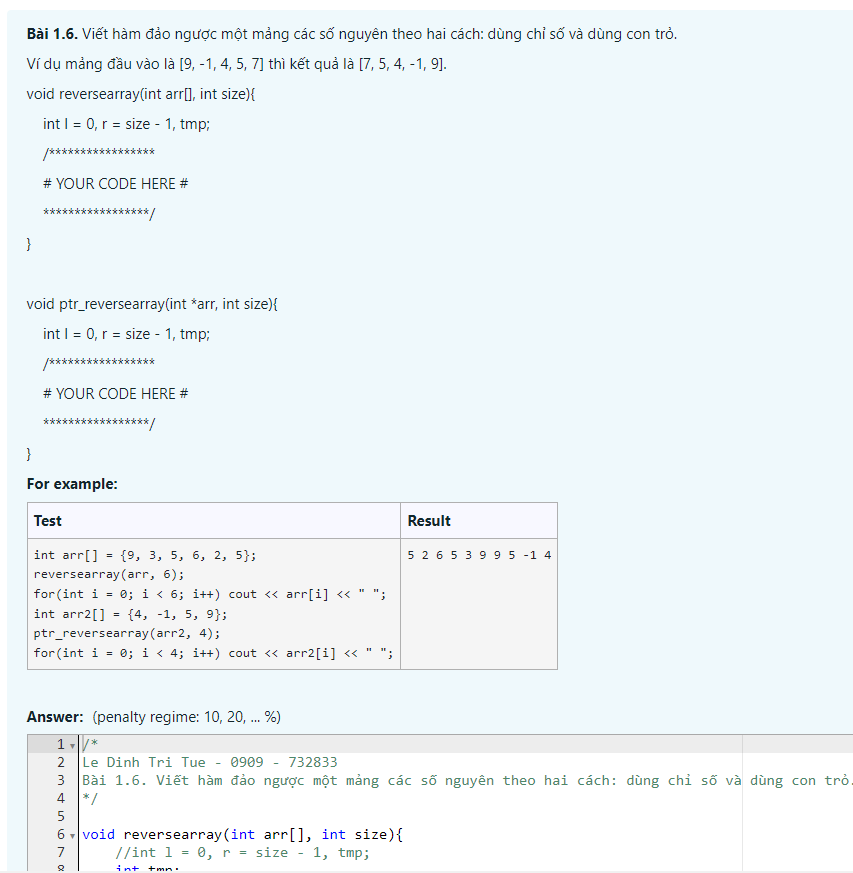 Bài 1.6. Viết hàm đảo ngược một mảng các số nguyên theo hai cách: dùng chỉ số và dùng con trỏ.
Ví dụ mảng đầu vào là [9, -1, 4, 5, 7] thì kết quả là [7, 5, 4, -1, 9].
void reversearray(int arr[], int size){
int l = 0, r = size - 1, tmp;
/*****************
# YOUR CODE HERE #
*****************/
}
void ptr_reversearray(int *arr, int size){
int l = 0, r = size - 1, tmp;
/*****************
# YOUR CODE HERE #
*****************/
}
For example:
Test Result
int arr[] = {9, 3, 5, 6, 2, 5}; 5 2 6 5 3 9 9 5 -1 4
reversearray(arr, 6);
for(int i = 0; i < 6; i++) cout << arr[i] << " ";
int arr2[] = {4, -1, 5, 9};
ptr_reversearray(arr2, 4);
for(int i = 0; i < 4; i++) cout << arr2[i] << " ";
Answer: (penalty regime: 10, 20, ... %)
1 /*
2 Le Dinh Tri Tue - 0909 - 732833
3 Bài 1.6. Viết hàm đảo ngược một mảng các số nguyên theo hai cách: dùng chỉ số và dùng con trỏ.
4 */
5
6 void reversearray(int arr[], int size){
7 //int l = 0, r = size - 1, tmp;
8 int tmp;